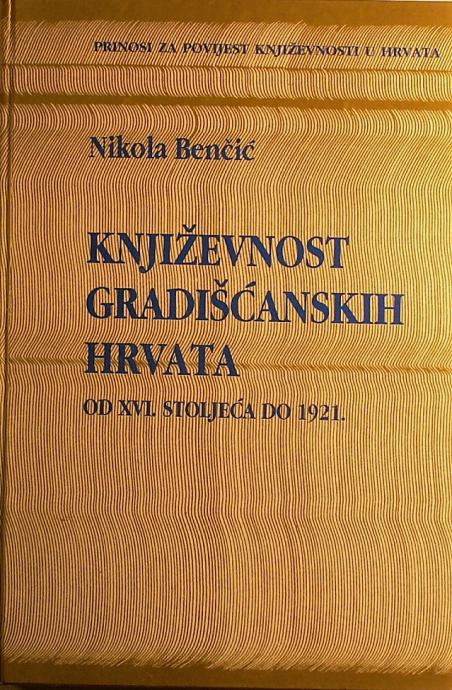 PRINOSI ZA POVIJEST KNJIŽEVNOSTI U HRVATA
Nikola Benčić
KNJIŽEVNOST
GRADIŠĆANSKIH
HRVATA
OD XVI. STOLJEĆA DO 1921.